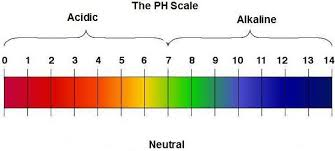 The PH Scale
Acidic
Alkaline
0 1 2 3 4 5 6 7 8 9 10 11 12 13 14
Neutral